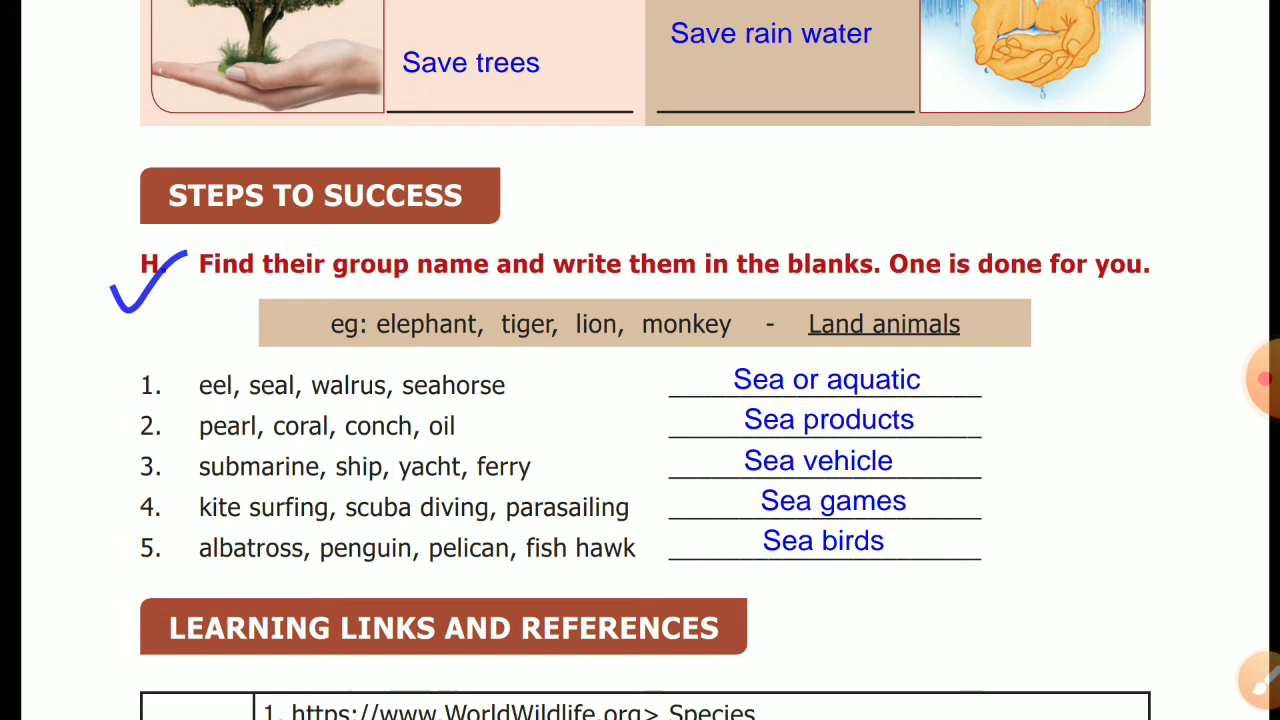 Save trees
Save rain water
STEPS TO SUCCESS
H. Find their group name and write them in the blanks. One is done for you.
eg: elephant, tiger, lion, monkey - Land animals
1. eel, seal, walrus, seahorse Sea or aquatic
2. pearl, coral, conch, oil Sea products
3. submarine, ship, yacht, ferry Sea vehicle
4. kite surfing, scuba diving, parasailing Sea games
5. albatross, penguin, pelican, fish hawk Sea birds
LEARNING LINKS AND REFERENCES
1. https://www.WorldWildlife.org> Species